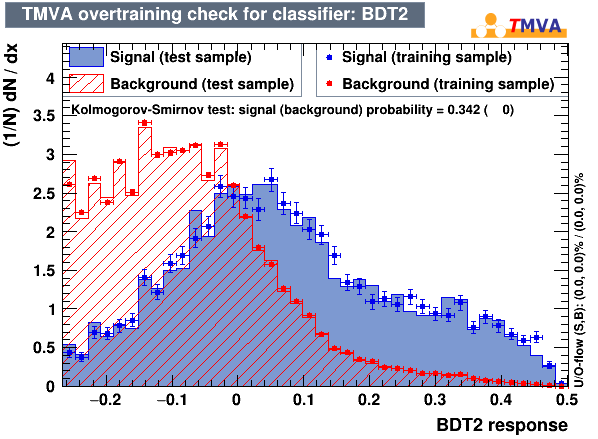 TMVA overtraining check for classifier: BDT2
TMVA
Signal (test sample)
Signal (training sample)
Background (test sample)
Background (training sample)
Kolmogorov-Smirnov test: signal (background) probability = 0.342 ( 0)
(1/N) dN / dx
4
3.5
3
2.5
2
1.5
1
0.5
0
−0.2
−0.1
0
0.1
0.2
0.3
0.4
0.5
BDT2 response
U/O-flow (S,B): (0.0, 0.0)% / (0.0, 0.0)%